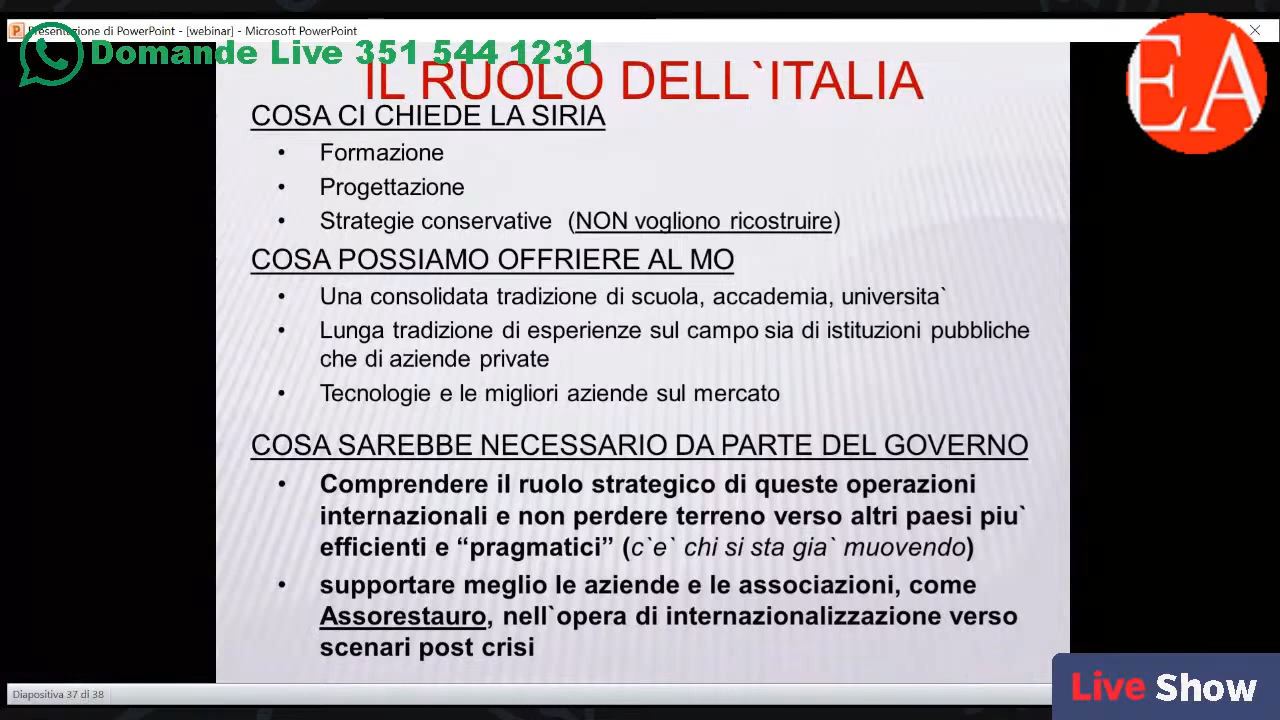 Presentazione di PowerPoint - [webinar] - Microsoft PowerPoint
Domande Live 351 544 1231
EA
IL RUOLO DELL`ITALIA
COSA CI CHIEDE LA SIRIA
• Formazione
• Progettazione
• Strategie conservative (NON vogliono ricostruire)
COSA POSSIAMO OFFRIERE AL MO
• Una consolidata tradizione di scuola, accademia, universita`
• Lunga tradizione di esperienze sul campo sia di istituzioni pubbliche
che di aziende private
• Tecnologie e le migliori aziende sul mercato
COSA SAREBBE NECESSARIO DA PARTE DEL GOVERNO
• Comprendere il ruolo strategico di queste operazioni
internazionali e non perdere terreno verso altri paesi piu`
efficienti e “pragmatici” (c`e` chi si sta gia` muovendo)
• supportare meglio le aziende e le associazioni, come
Assorestauro, nell`opera di internazionalizzazione verso
scenari post crisi
Diapositiva 37 di 38
Live Show